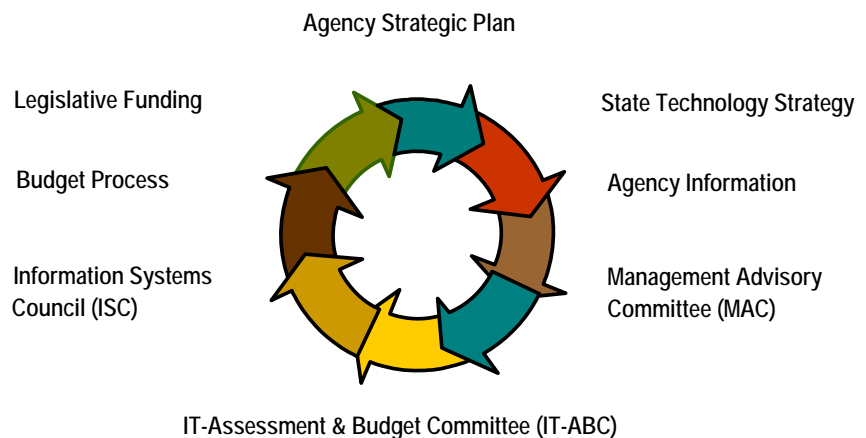 Agency Strategic Plan
Legislative Funding
State Technology Strategy
Budget Process
Agency Information
Information Systems
Council (ISC)
Management Advisory
Committee (MAC)
IT-Assessment & Budget Committee (IT-ABC)